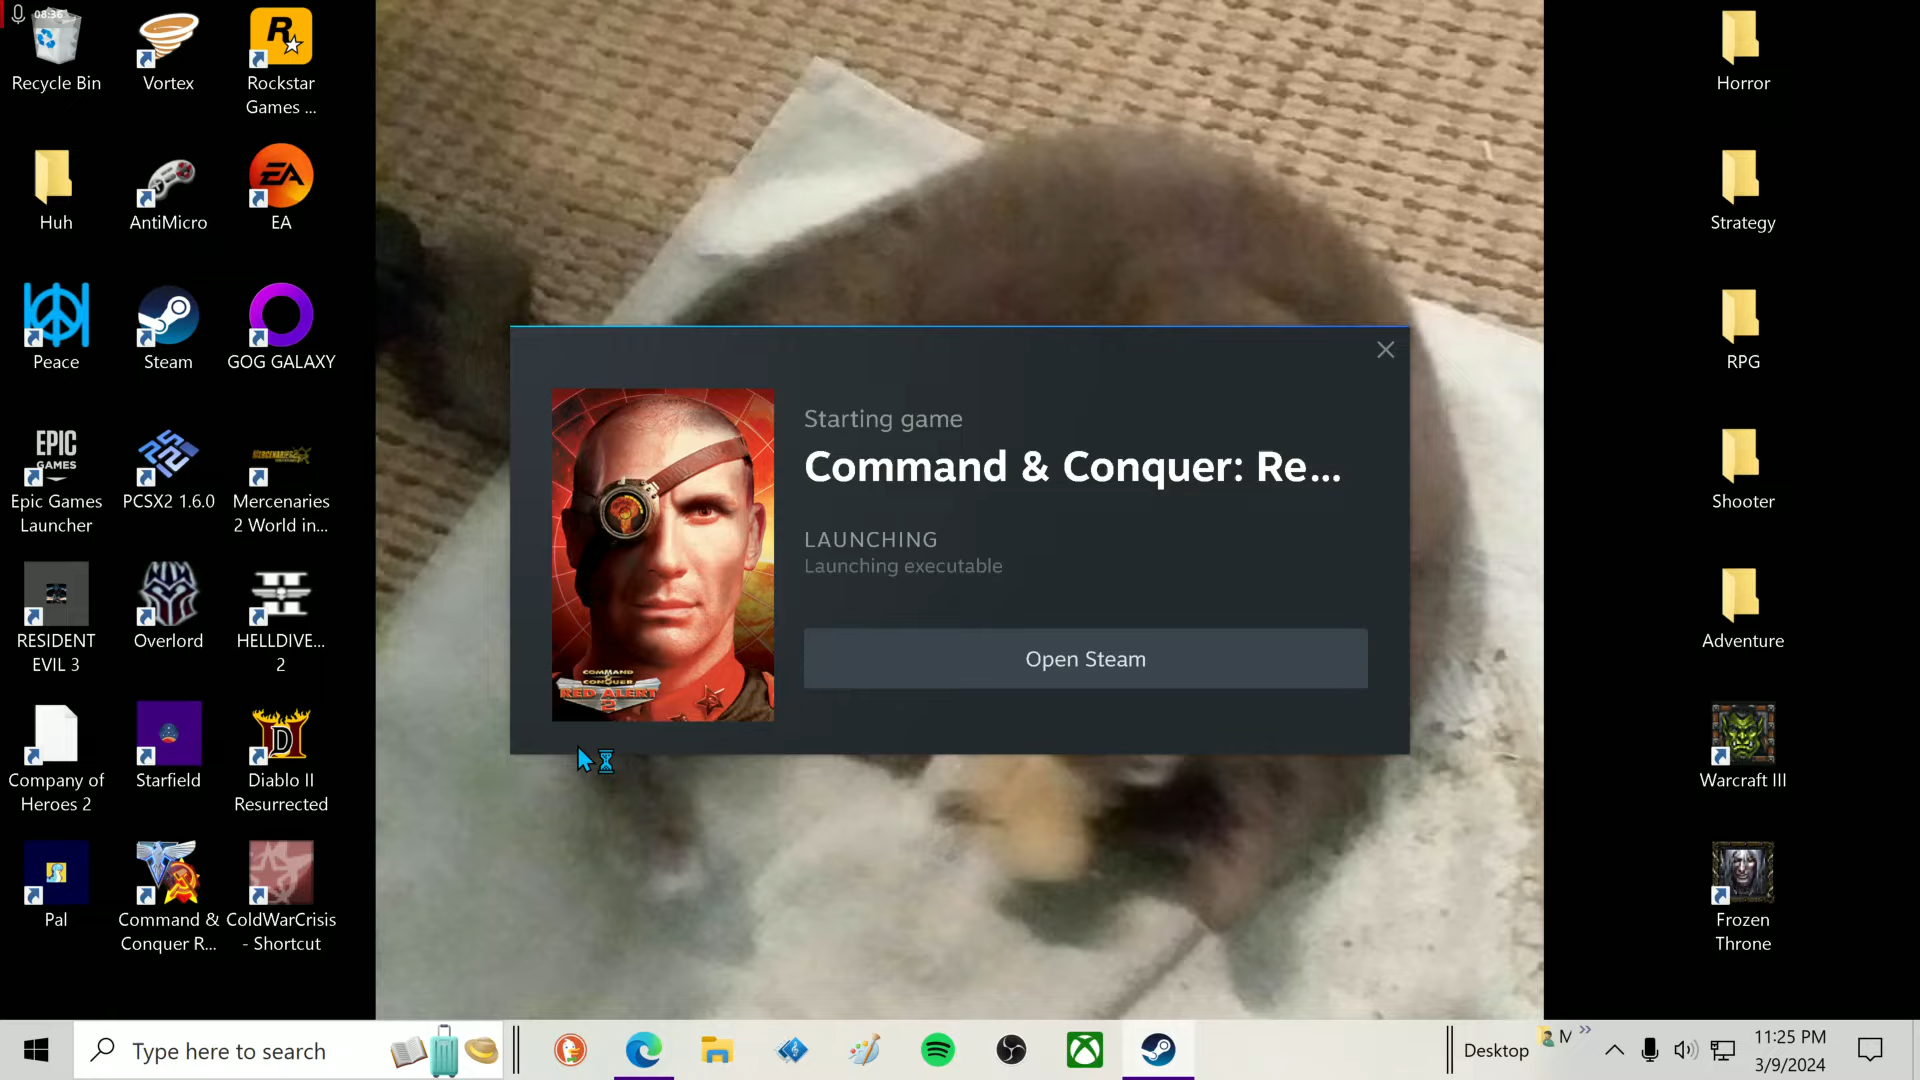 08:36
Recycle Bin
Vortex
Rockstar
Games ...
Huh
AntiMicro
EA
EA
Peace
Steam
GOG GALAXY
EPIC
GAMES
Epic Games
Launcher
PCSX2 1.6.0
Mercenaries
2 World in...
RESIDENT
EVIL 3
Overlord
HELLDIVE...
2
Company of
Heroes 2
Starfield
Diablo II
Resurrected
Pal
Command &
Conquer R...
ColdWarCrisis
- Shortcut
Starting game
Command & Conquer: Re...
LAUNCHING
Launching executable
Open Steam
COMMAND
&
CONQUER
RED ALERT
2
Horror
Strategy
RPG
Shooter
Adventure
Warcraft III
Frozen
Throne
Type here to search
Desktop
M
11:25 PM
3/9/2024